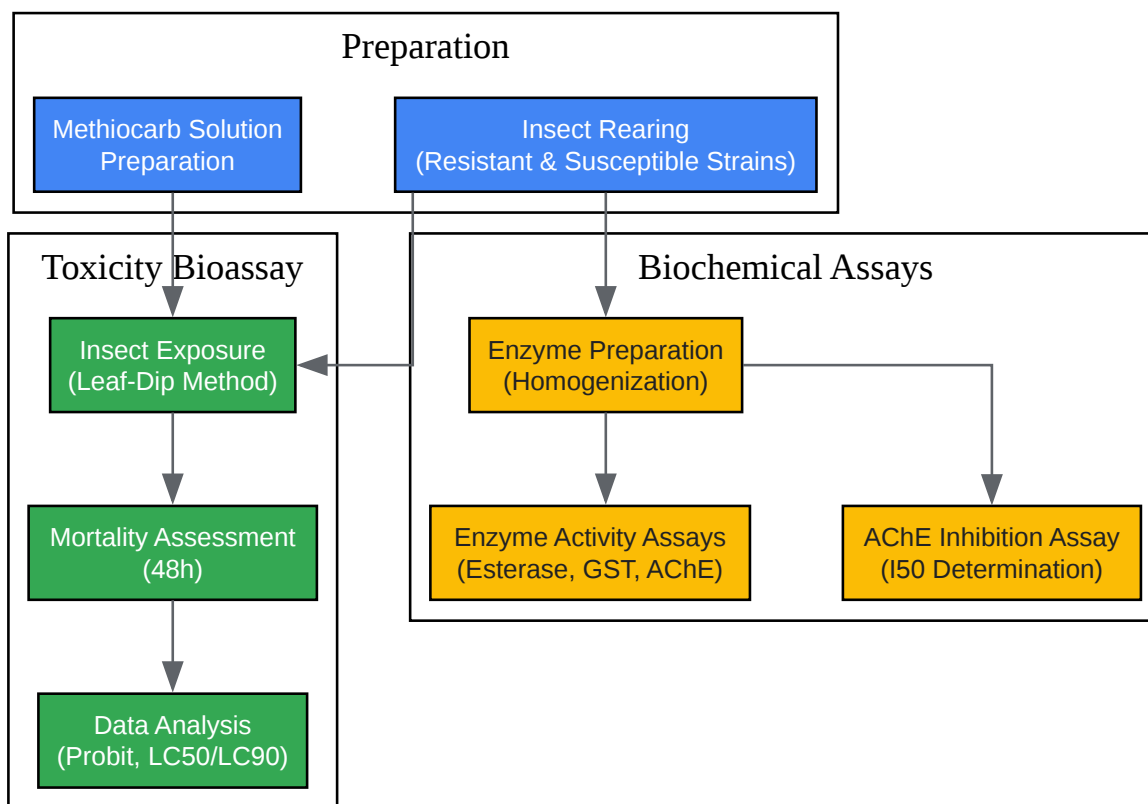 Preparation
Methiocarb Solution
Preparation
Insect Rearing
(Resistant & Susceptible Strains)
Toxicity Bioassay
Insect Exposure
(Leaf-Dip Method)
Mortality Assessment
(48h)
Data Analysis
(Probit, LC50/LC90)
Biochemical Assays
Enzyme Preparation
(Homogenization)
Enzyme Activity Assays
(Esterase, GST, AChE)
AChE Inhibition Assay
(I50 Determination)